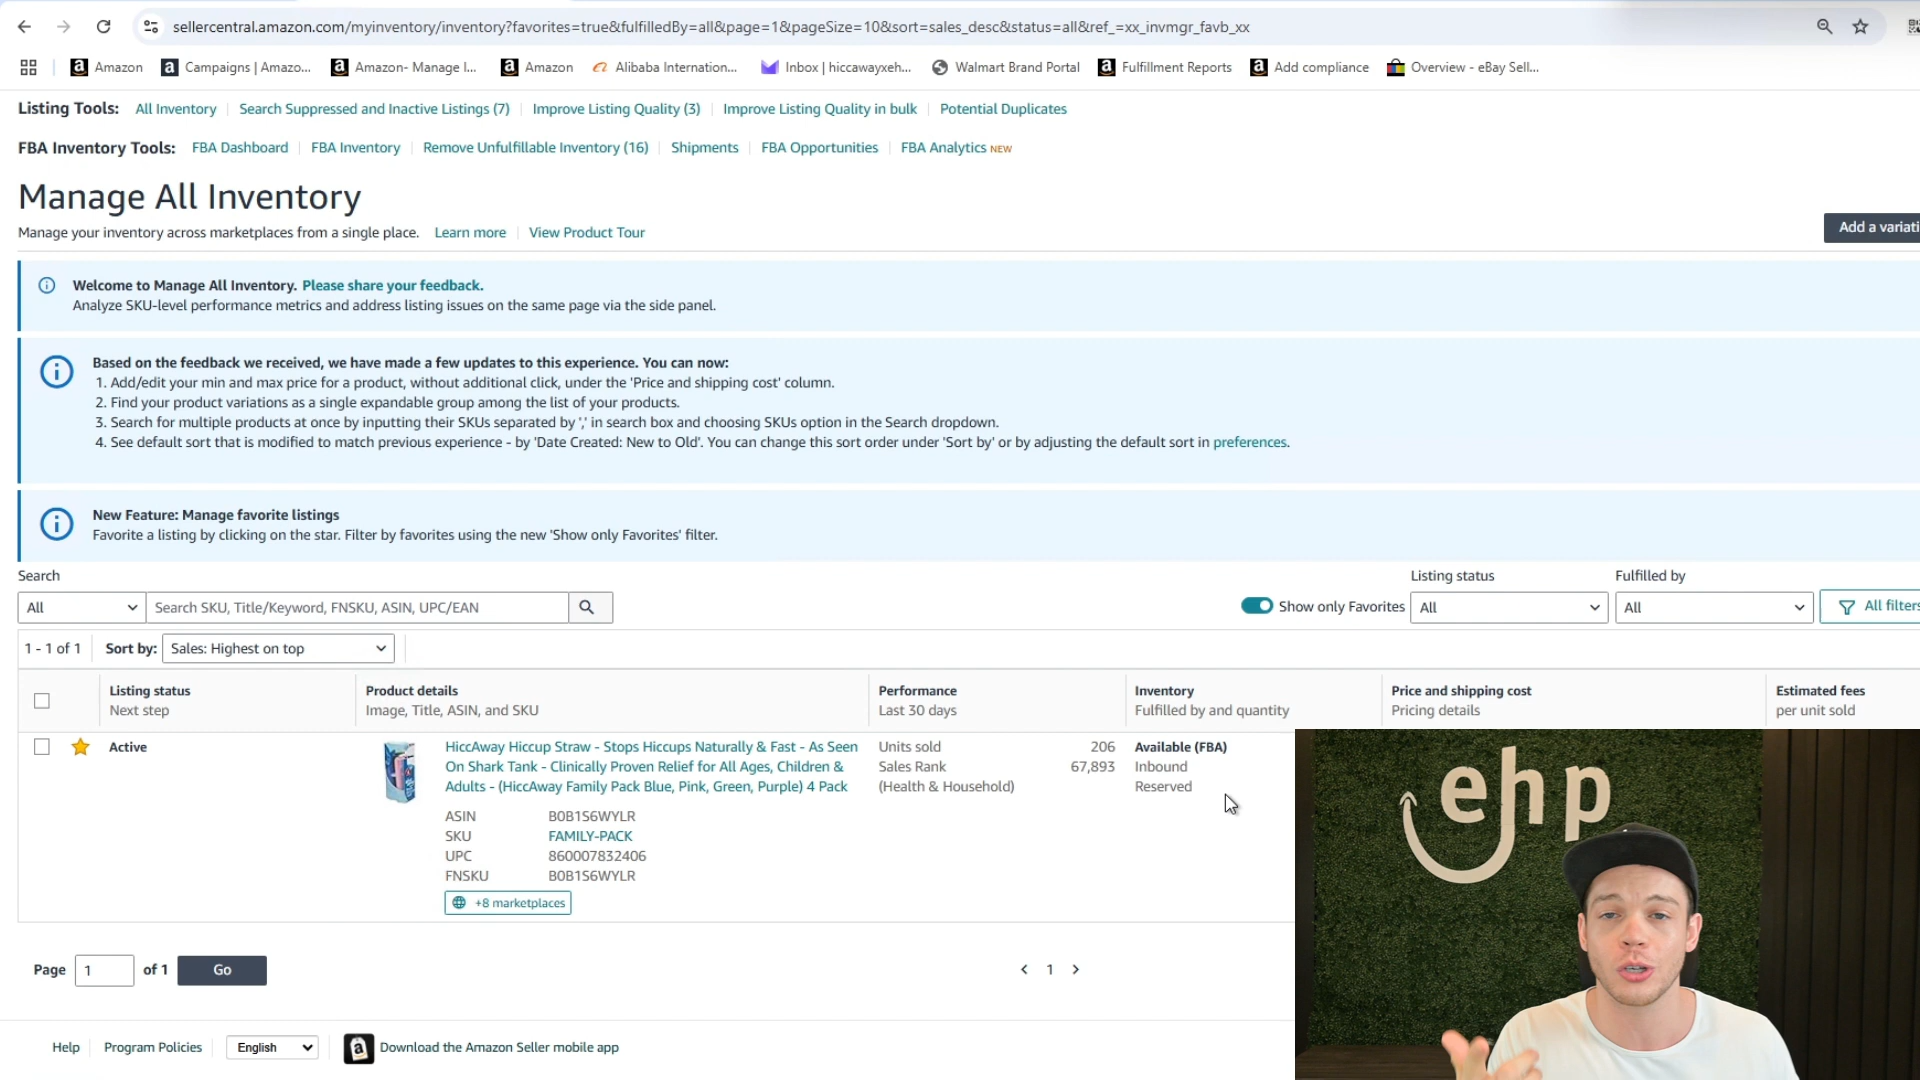 sellercentral.amazon.com/myinventory/inventory?favorites=true&fulfilledBy=all&page=1&pageSize=10&sort=sales_desc&status=all&ref_=xx_invmgr_favb_xx
Amazon Campaigns | Amazo... Amazon- Manage I... Amazon Alibaba Internation... Inbox | hiccawayxeh... Walmart Brand Portal Fulfillment Reports Add compliance Overview - eBay Sell...
Listing Tools: All Inventory Search Suppressed and Inactive Listings (7) Improve Listing Quality (3) Improve Listing Quality in bulk Potential Duplicates
FBA Inventory Tools: FBA Dashboard FBA Inventory Remove Unfulfillable Inventory (16) Shipments FBA Opportunities FBA Analytics NEW
Manage All Inventory
Manage your inventory across marketplaces from a single place. Learn more View Product Tour
Add a variati
Welcome to Manage All Inventory. Please share your feedback.
Analyze SKU-level performance metrics and address listing issues on the same page via the side panel.
Based on the feedback we received, we have made a few updates to this experience. You can now:
1. Add/edit your min and max price for a product, without additional click, under the 'Price and shipping cost' column.
2. Find your product variations as a single expandable group among the list of your products.
3. Search for multiple products at once by inputting their SKUs separated by ',' in search box and choosing SKUs option in the Search dropdown.
4. See default sort that is modified to match previous experience - by 'Date Created: New to Old'. You can change this sort order under 'Sort by' or by adjusting the default sort in preferences.
New Feature: Manage favorite listings
Favorite a listing by clicking on the star. Filter by favorites using the new 'Show only Favorites' filter.
Search Listing status Fulfilled by
All Search SKU, Title/Keyword, FNSKU, ASIN, UPC/EAN Show only Favorites All All All filters
1 - 1 of 1 Sort by: Sales: Highest on top
Listing status Product details Performance Inventory Price and shipping cost Estimated fees
Next step Image, Title, ASIN, and SKU Last 30 days Fulfilled by and quantity Pricing details per unit sold
Active HiccAway Hiccup Straw - Stops Hiccups Naturally & Fast - As Seen Units sold 206 Available (FBA)
On Shark Tank - Clinically Proven Relief for All Ages, Children & Sales Rank 67,893 Inbound
Adults - (HiccAway Family Pack Blue, Pink, Green, Purple) 4 Pack (Health & Household) Reserved
ASIN B0B1S6WYLR
SKU FAMILY-PACK
UPC 860007832406
FNSKU B0B1S6WYLR
+8 marketplaces
ehp
Page 1 of 1 Go
1
Help Program Policies English Download the Amazon Seller mobile app